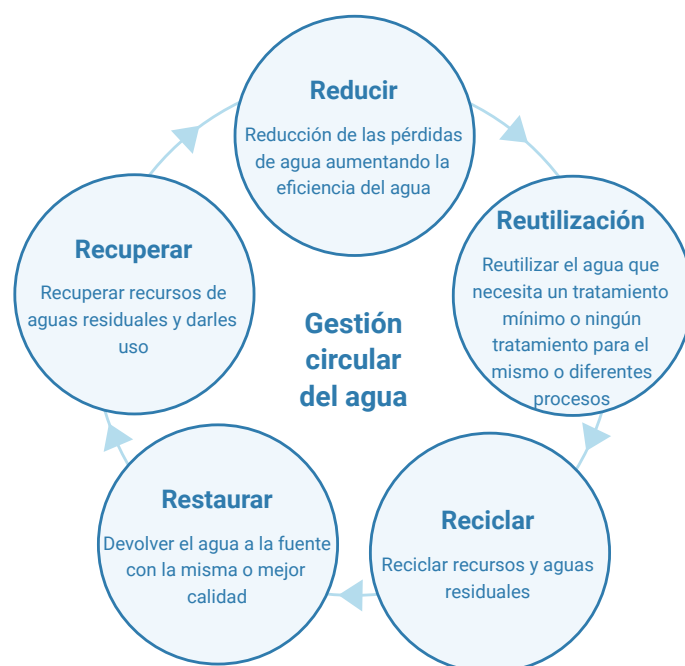 Reducir
Reducción de las pérdidas
de agua aumentando la
eficiencia del agua
Reutilización
Reutilizar el agua que
necesita un tratamiento
mínimo o ningún
tratamiento para el
mismo o diferentes
procesos
Reciclar
Reciclar recursos y aguas
residuales
Restaurar
Devolver el agua a la fuente
con la misma o mejor
calidad
Recuperar
Recuperar recursos de
aguas residuales y darles
uso
Gestión
circular
del agua